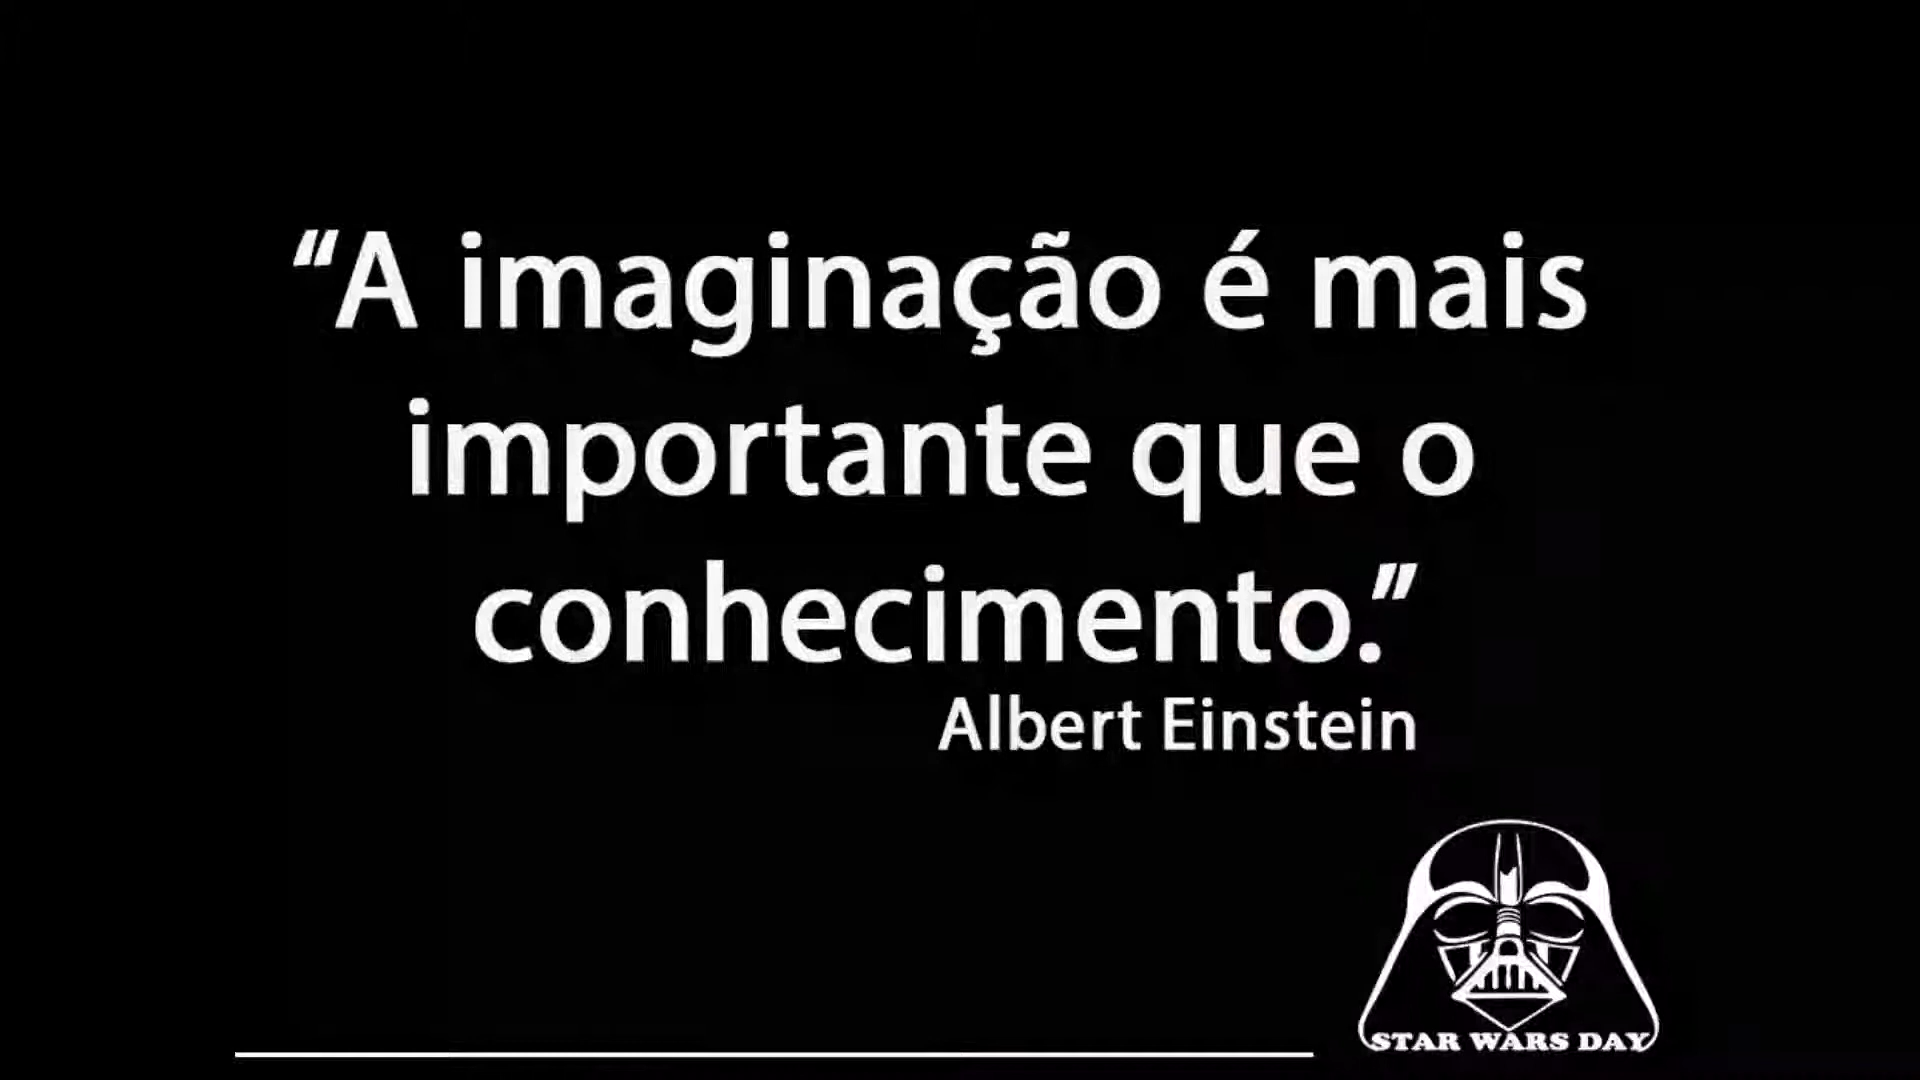 “A imaginação é mais
importante que o
conhecimento.”
Albert Einstein
STAR WARS DAY